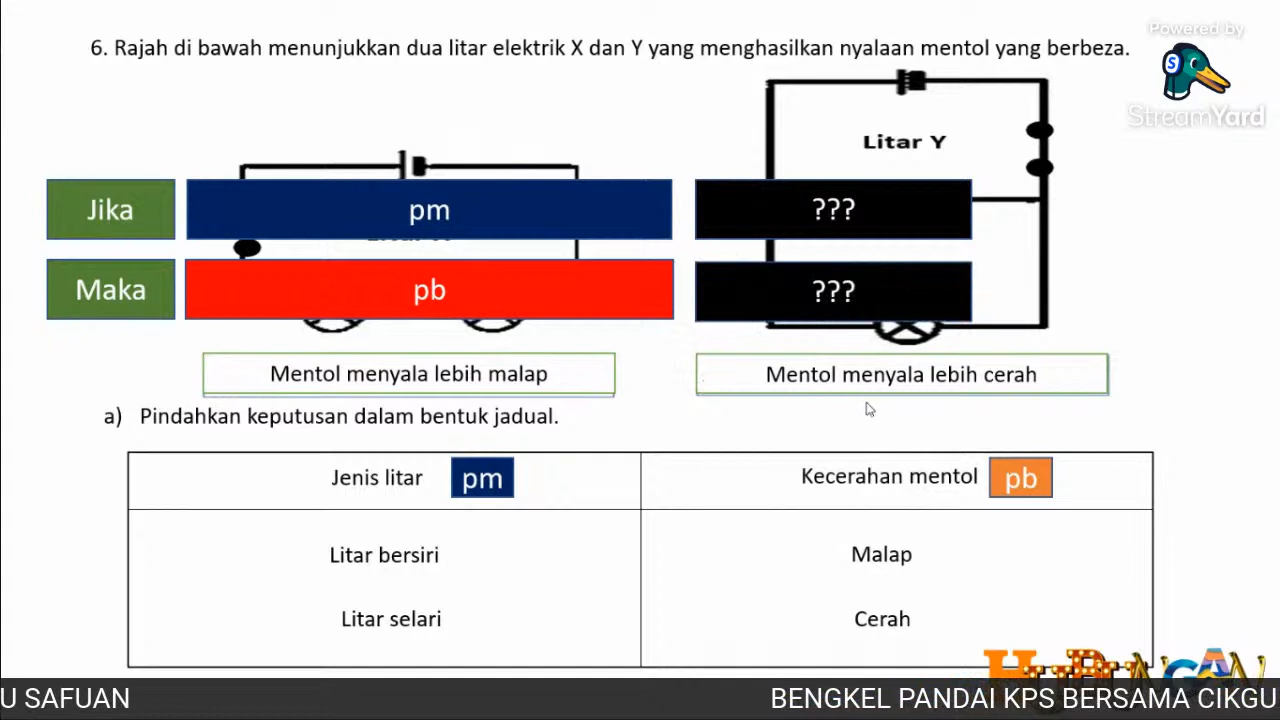 Powered by
StreamYard
6. Rajah di bawah menunjukkan dua litar elektrik X dan Y yang menghasilkan nyalaan mentol yang berbeza.
Litar Y
Jika pm ???
Maka pb ???
Mentol menyala lebih malap Mentol menyala lebih cerah
a) Pindahkan keputusan dalam bentuk jadual.
Jenis litar pm Kecerahan mentol pb
Litar bersiri Malap
Litar selari Cerah
HUBUNGAN
U SAFUAN BENGKEL PANDAI KPS BERSAMA CIKGU